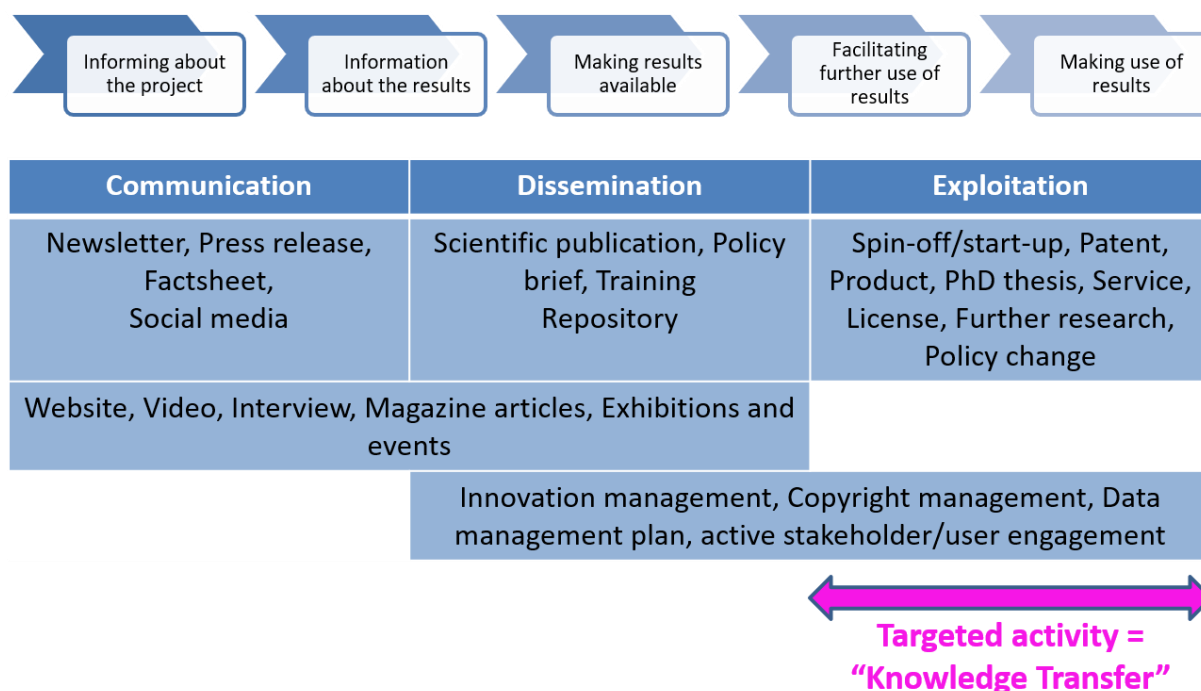 Informing about
the project
Information
about the results
Making results
available
Facilitating
further use of
results
Making use of
results
Communication
Dissemination
Exploitation
Newsletter, Press release,
Factsheet,
Social media
Scientific publication, Policy
brief, Training
Repository
Spin-off/start-up, Patent,
Product, PhD thesis, Service,
License, Further research,
Policy change
Website, Video, Interview, Magazine articles, Exhibitions and
events
Innovation management, Copyright management, Data
management plan, active stakeholder/user engagement
Targeted activity =
“Knowledge Transfer”